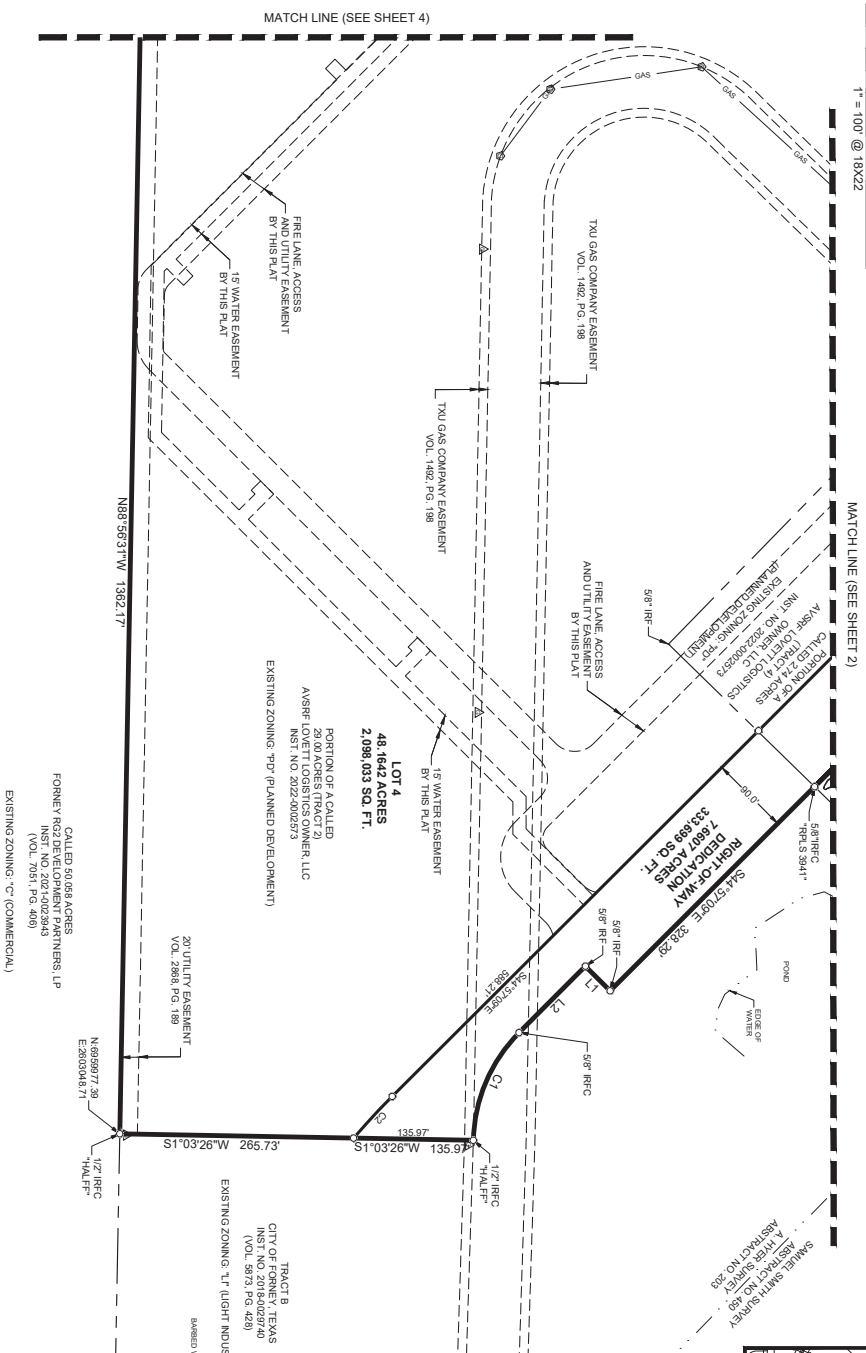 MATCH LINE (SEE SHEET 4)
1" = 100' @ 18X22
MATCH LINE (SEE SHEET 2)
GAS
GAS
GAS
TXU GAS COMPANY EASEMENT
VOL. 1492, PG. 198
TXU GAS COMPANY EASEMENT
VOL. 1492, PG. 198
FIRE LANE, ACCESS
AND UTILITY EASEMENT
BY THIS PLAT
15' WATER EASEMENT
BY THIS PLAT
5/8" IRF
PORTION OF A
CALLED 2.74 ACRES
(TRACT 4)
AVSRF LOVETT LOGISTICS
OWNER, LLC
INST. NO. 2022-0002573
EXISTING ZONING: "PD"
(PLANNED DEVELOPMENT)
FIRE LANE, ACCESS
AND UTILITY EASEMENT
BY THIS PLAT
5/8" IRFC
"RPLS 3941"
90.0'
RIGHT-OF-WAY
DEDICATION
7.6607 ACRES
333,699 SQ. FT.
S44°57'09"E 328.29'
POND
EDGE OF
WATER
5/8" IRF
5/8" IRF
L1
L2
S44°57'09"E
588.21'
5/8" IRFC
C1
C2
15' WATER EASEMENT
BY THIS PLAT
LOT 4
48.1642 ACRES
2,098,033 SQ. FT.
PORTION OF A CALLED
29.00 ACRES (TRACT 2)
AVSRF LOVETT LOGISTICS OWNER, LLC
INST. NO. 2022-0002573
EXISTING ZONING: "PD" (PLANNED DEVELOPMENT)
N88°56'31"W 1362.17'
20' UTILITY EASEMENT
VOL. 2868, PG. 189
N:6959977.39
E:2603048.71
S1°03'26"W 265.73'
135.97'
S1°03'26"W 135.97'
1/2" IRFC
"HALFF"
1/2" IRFC
"HALFF"
CALLED 50.058 ACRES
FORNEY RG2 DEVELOPMENT PARTNERS, LP
INST. NO. 2021-0023943
(VOL. 7051, PG. 406)
EXISTING ZONING: "C" (COMMERCIAL)
TRACT B
CITY OF FORNEY, TEXAS
INST. NO. 2018-0029740
(VOL. 5873, PG. 428)
EXISTING ZONING: "LI" (LIGHT INDUS
BARBED
SAMUEL SMITH SURVEY
ABSTRACT NO. 450
A. HYER SURVEY
ABSTRACT NO. 203